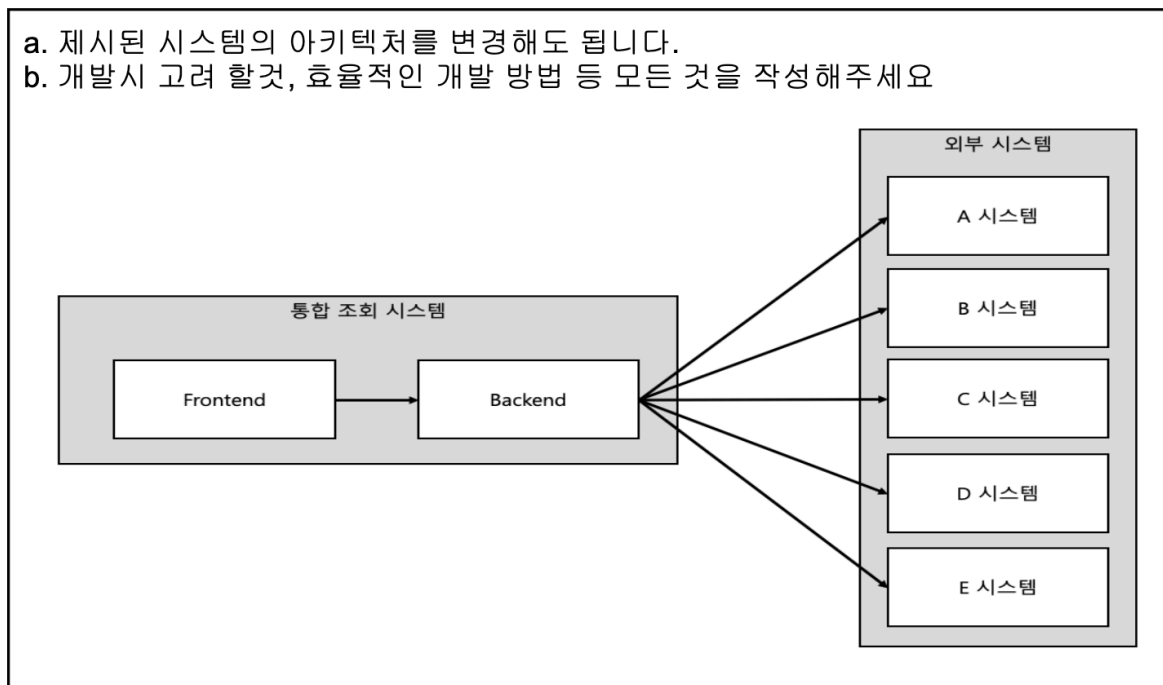 a. 제시된 시스템의 아키텍처를 변경해도 됩니다.
b. 개발시 고려 할것, 효율적인 개발 방법 등 모든 것을 작성해주세요
외부 시스템
A 시스템
B 시스템
통합 조회 시스템
Frontend
Backend
C 시스템
D 시스템
E 시스템